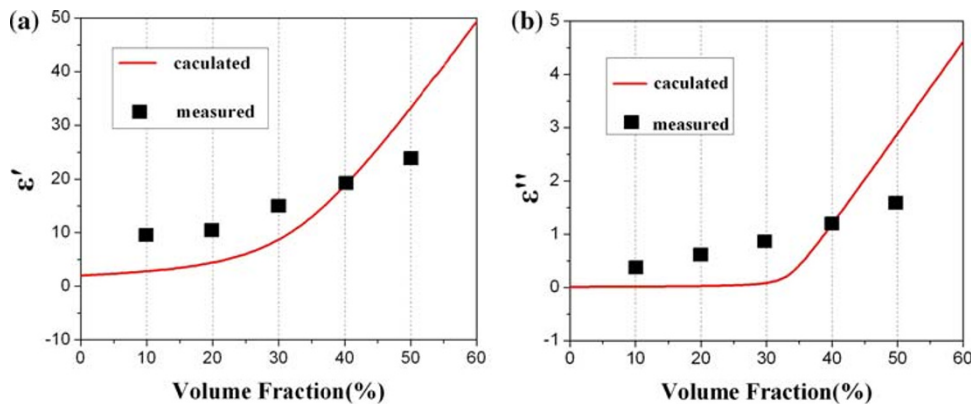 (a)
50
40
30
20
10
0
-10
ε′
caculated
measured
0 10 20 30 40 50 60
Volume Fraction(%)
(b)
5
4
3
2
1
0
-1
ε″
caculated
measured
0 10 20 30 40 50 60
Volume Fraction(%)